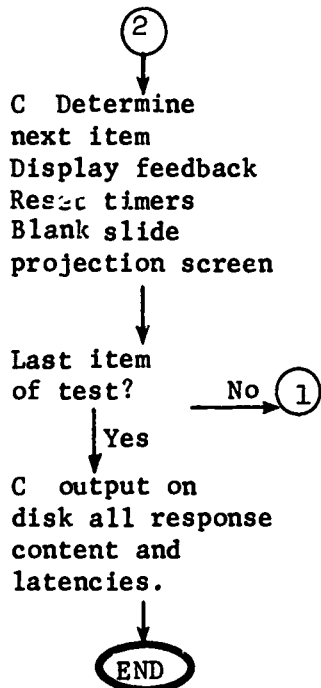 2
C Determine
next item
Display feedback
timers
Blank slide
projection screen
Last item
of test?
No 1
Yes
C output on
disk all response
content and
latencies.
END